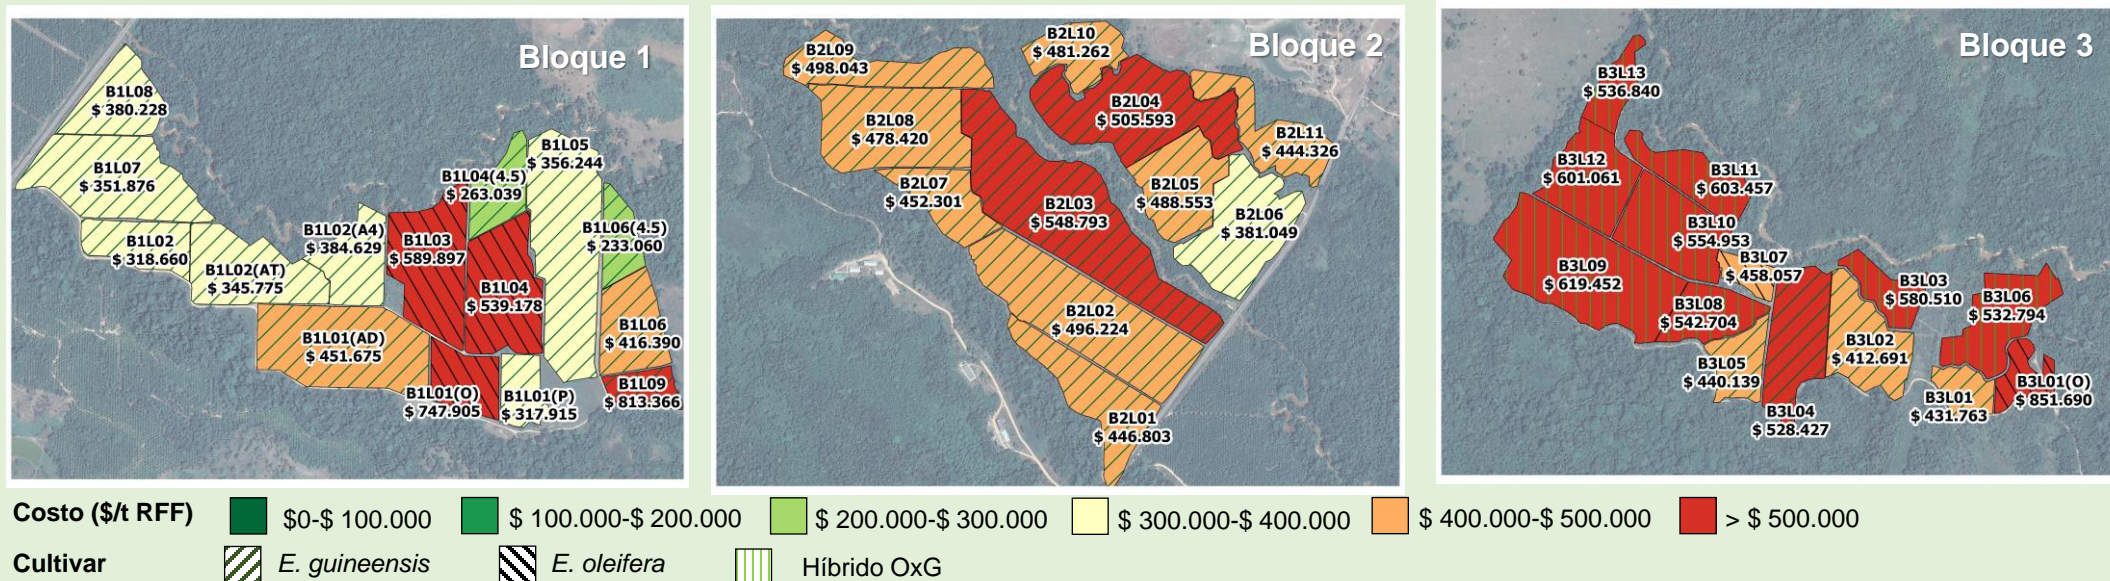 Bloque 1
B1L08
$ 380.228
B1L07
$ 351.876
B1L02
$ 318.660
B1L02(AT)
$ 345.775
B1L02(A4)
$ 384.629
B1L03
$ 589.897
B1L04(4.5)
$ 263.039
B1L05
$ 356.244
B1L06(4.5)
$ 233.060
B1L04
$ 539.178
B1L01(AD)
$ 451.675
B1L06
$ 416.390
B1L01(O)
$ 747.905
B1L01(P)
$ 317.915
B1L09
$ 813.366
Bloque 2
B2L09
$ 498.043
B2L10
$ 481.262
B2L08
$ 478.420
B2L04
$ 505.593
B2L11
$ 444.326
B2L07
$ 452.301
B2L05
$ 488.553
B2L03
$ 548.793
B2L06
$ 381.049
B2L02
$ 496.224
B2L01
$ 446.803
Bloque 3
B3L13
$ 536.840
B3L12
$ 601.061
B3L11
$ 603.457
B3L10
$ 554.953
B3L09
$ 619.452
B3L07
$ 458.057
B3L08
$ 542.704
B3L03
$ 580.510
B3L06
$ 532.794
B3L02
$ 412.691
B3L05
$ 440.139
B3L04
$ 528.427
B3L01
$ 431.763
B3L01(O)
$ 851.690
Costo ($/t RFF) $0-$ 100.000 $ 100.000-$ 200.000 $ 200.000-$ 300.000 $ 300.000-$ 400.000 $ 400.000-$ 500.000 > $ 500.000
Cultivar E. guineensis E. oleifera Híbrido OxG